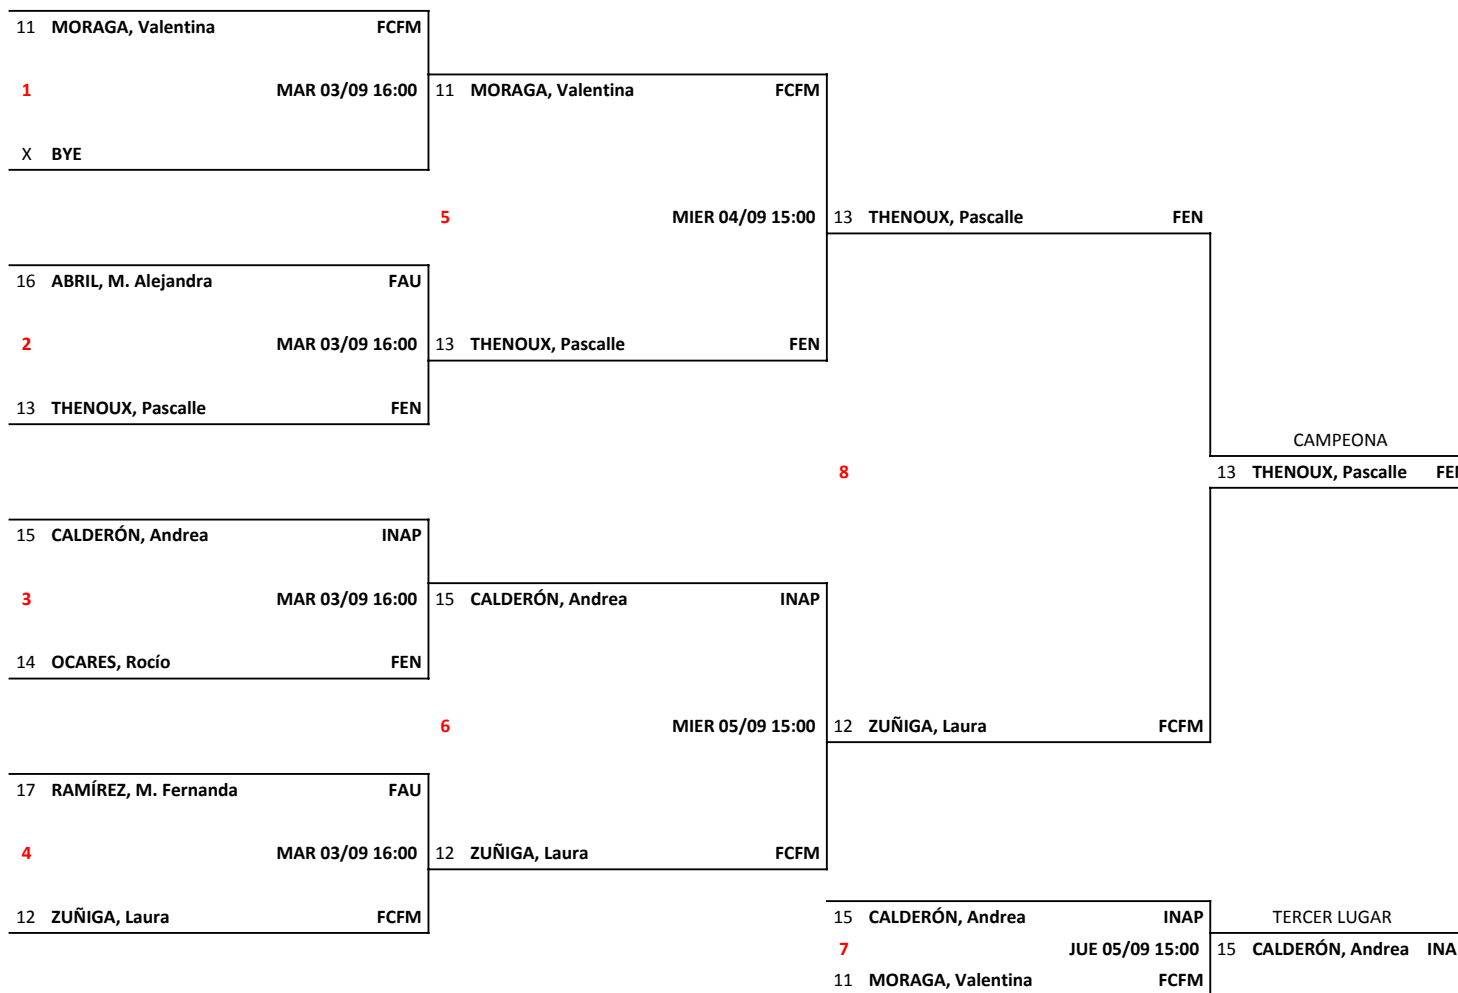 11 MORAGA, Valentina FCFM
1 MAR 03/09 16:00 11 MORAGA, Valentina FCFM
X BYE
5 MIER 04/09 15:00 13 THENOUX, Pascalle FEN
16 ABRIL, M. Alejandra FAU
2 MAR 03/09 16:00 13 THENOUX, Pascalle FEN
13 THENOUX, Pascalle FEN
CAMPEONA
8 13 THENOUX, Pascalle FEN
15 CALDERÓN, Andrea INAP
3 MAR 03/09 16:00 15 CALDERÓN, Andrea INAP
14 OCARES, Rocío FEN
6 MIER 05/09 15:00 12 ZUÑIGA, Laura FCFM
17 RAMÍREZ, M. Fernanda FAU
4 MAR 03/09 16:00 12 ZUÑIGA, Laura FCFM
12 ZUÑIGA, Laura FCFM 15 CALDERÓN, Andrea INAP TERCER LUGAR
7 JUE 05/09 15:00 15 CALDERÓN, Andrea INA
11 MORAGA, Valentina FCFM